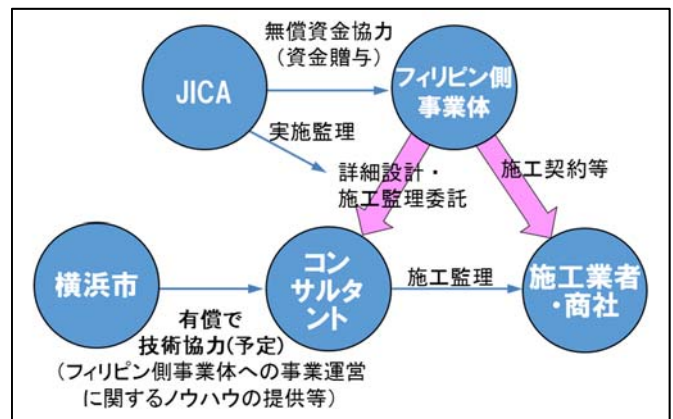 無償資金協力
（資金贈与）
JICA
フィリピン側
事業体
実施監理
詳細設計・
施工監理委託
施工契約等
横浜市
コン
サルタ
ント
施工監理
施工業者
・商社
有償で
技術協力(予定)
（フィリピン側事業体への事業運営
に関するノウハウの提供等）